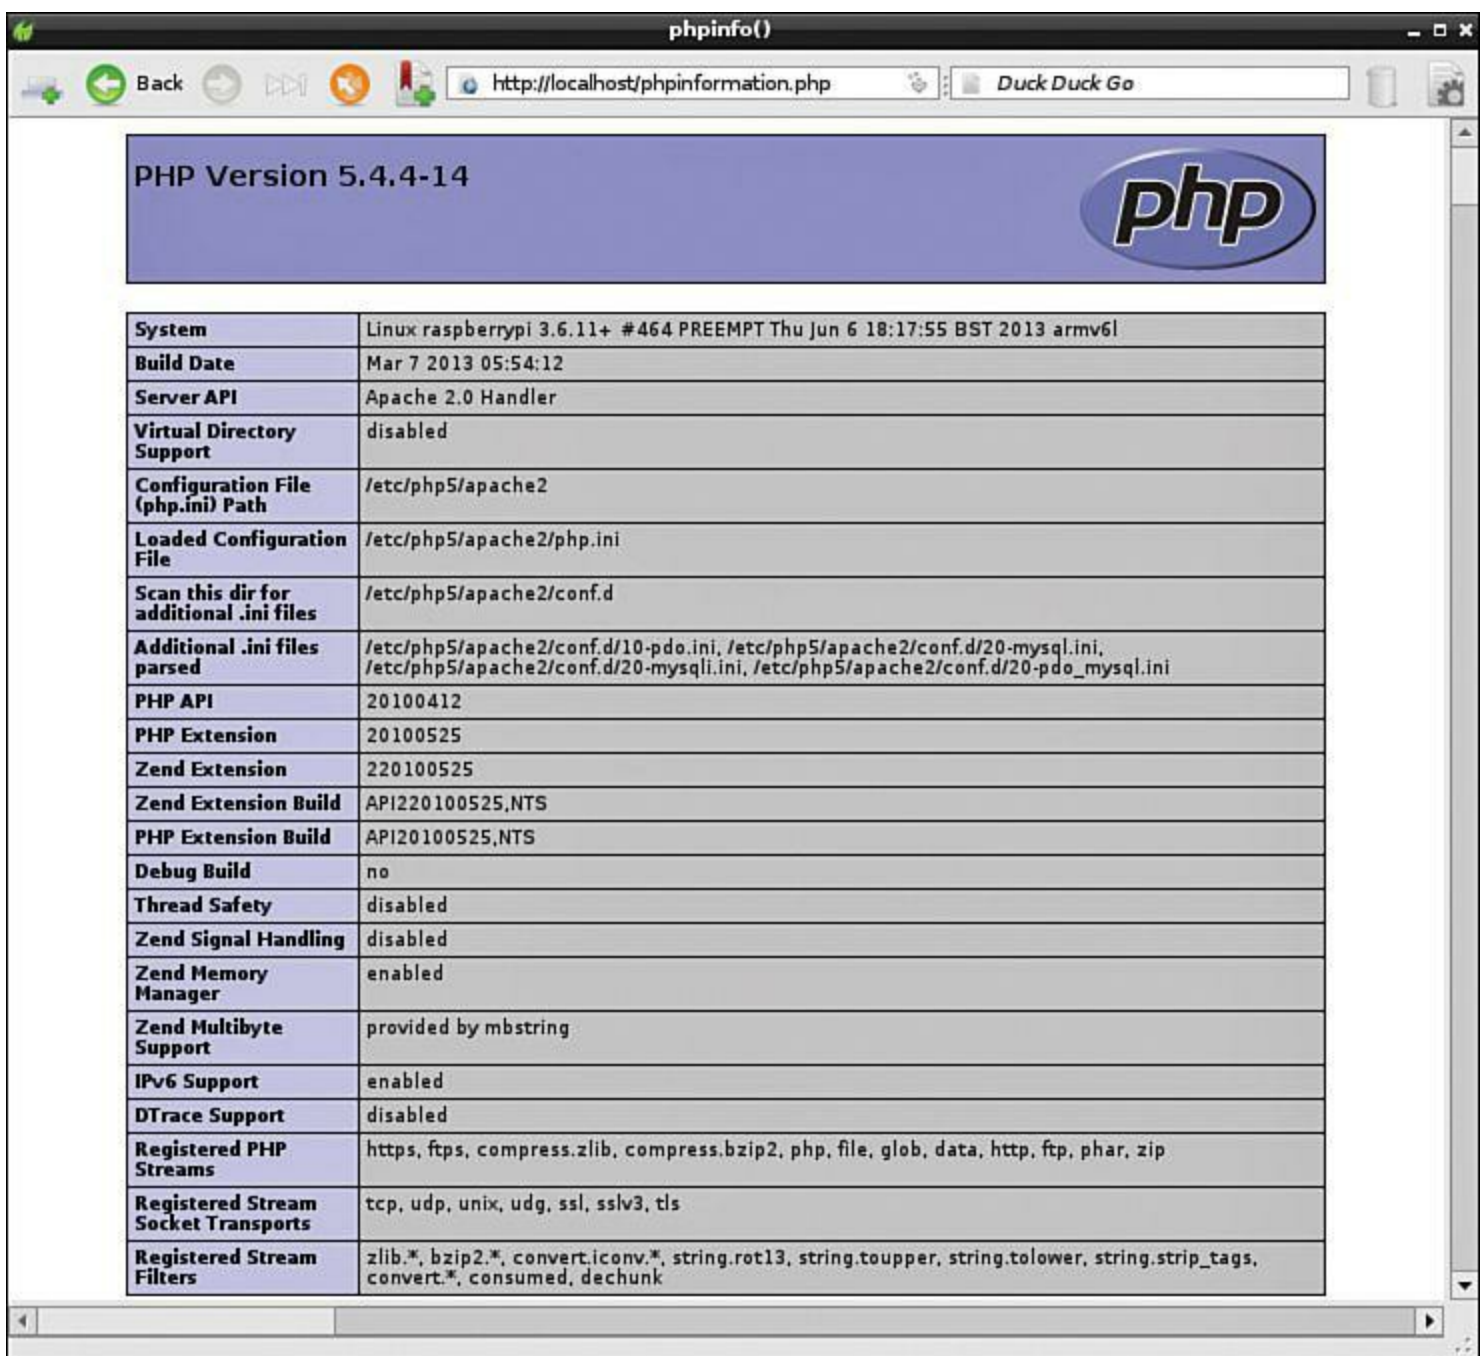 phpinfo()
Back
http://localhost/phpinformation.php
Duck Duck Go
PHP Version 5.4.4-14
php
System
Linux raspberrypi 3.6.11+ #464 PREEMPT Thu Jun 6 18:17:55 BST 2013 armv6l
Build Date
Mar 7 2013 05:54:12
Server API
Apache 2.0 Handler
Virtual Directory
Support
disabled
Configuration File
(php.ini) Path
/etc/php5/apache2
Loaded Configuration
File
/etc/php5/apache2/php.ini
Scan this dir for
additional .ini files
/etc/php5/apache2/conf.d
Additional .ini files
parsed
/etc/php5/apache2/conf.d/10-pdo.ini, /etc/php5/apache2/conf.d/20-mysql.ini,
/etc/php5/apache2/conf.d/20-mysqli.ini, /etc/php5/apache2/conf.d/20-pdo_mysql.ini
PHP API
20100412
PHP Extension
20100525
Zend Extension
220100525
Zend Extension Build
API220100525,NTS
PHP Extension Build
API20100525,NTS
Debug Build
no
Thread Safety
disabled
Zend Signal Handling
disabled
Zend Memory
Manager
enabled
Zend Multibyte
Support
provided by mbstring
IPv6 Support
enabled
DTrace Support
disabled
Registered PHP
Streams
https, ftps, compress.zlib, compress.bzip2, php, file, glob, data, http, ftp, phar, zip
Registered Stream
Socket Transports
tcp, udp, unix, udg, ssl, sslv3, tls
Registered Stream
Filters
zlib.*, bzip2.*, convert.iconv.*, string.rot13, string.toupper, string.tolower, string.strip_tags,
convert.*, consumed, dechunk